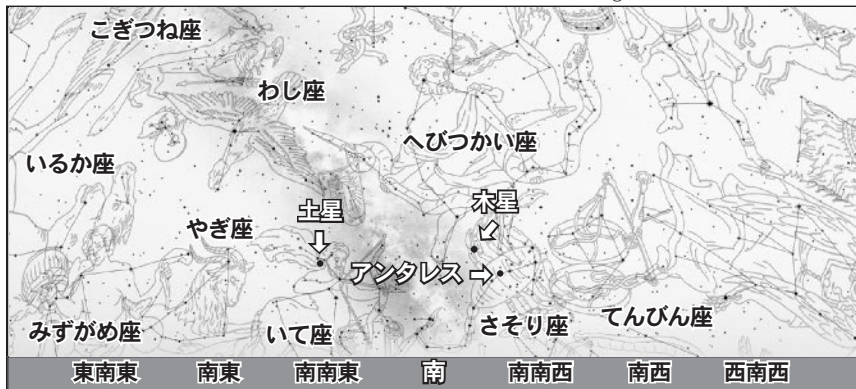 こぎつね座
わし座
へびつかい座
いるか座
やぎ座
土星
木星
アンタレス
みずがめ座
いて座
さそり座
てんびん座
東南東 南東 南南東 南 南南西 南西 西南西